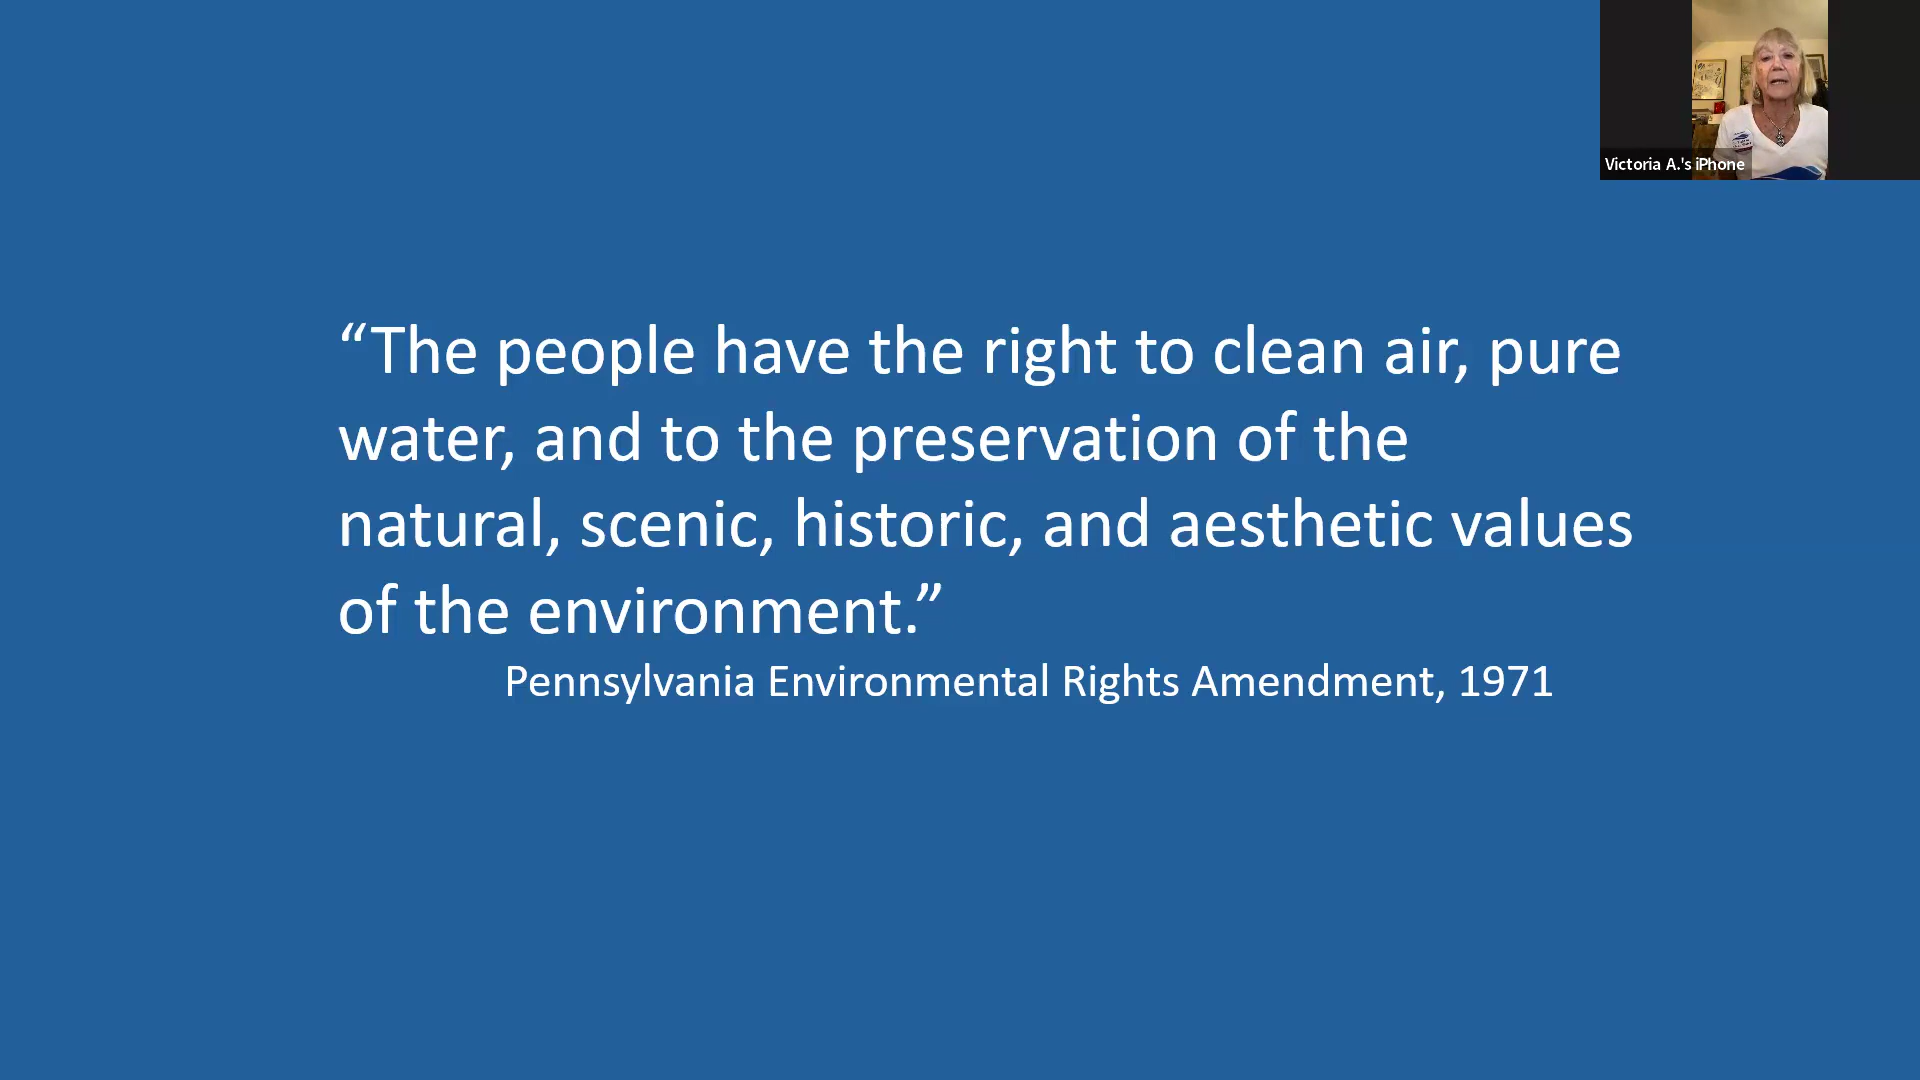 Victoria A.'s iPhone
“The people have the right to clean air, pure
water, and to the preservation of the
natural, scenic, historic, and aesthetic values
of the environment.”
Pennsylvania Environmental Rights Amendment, 1971